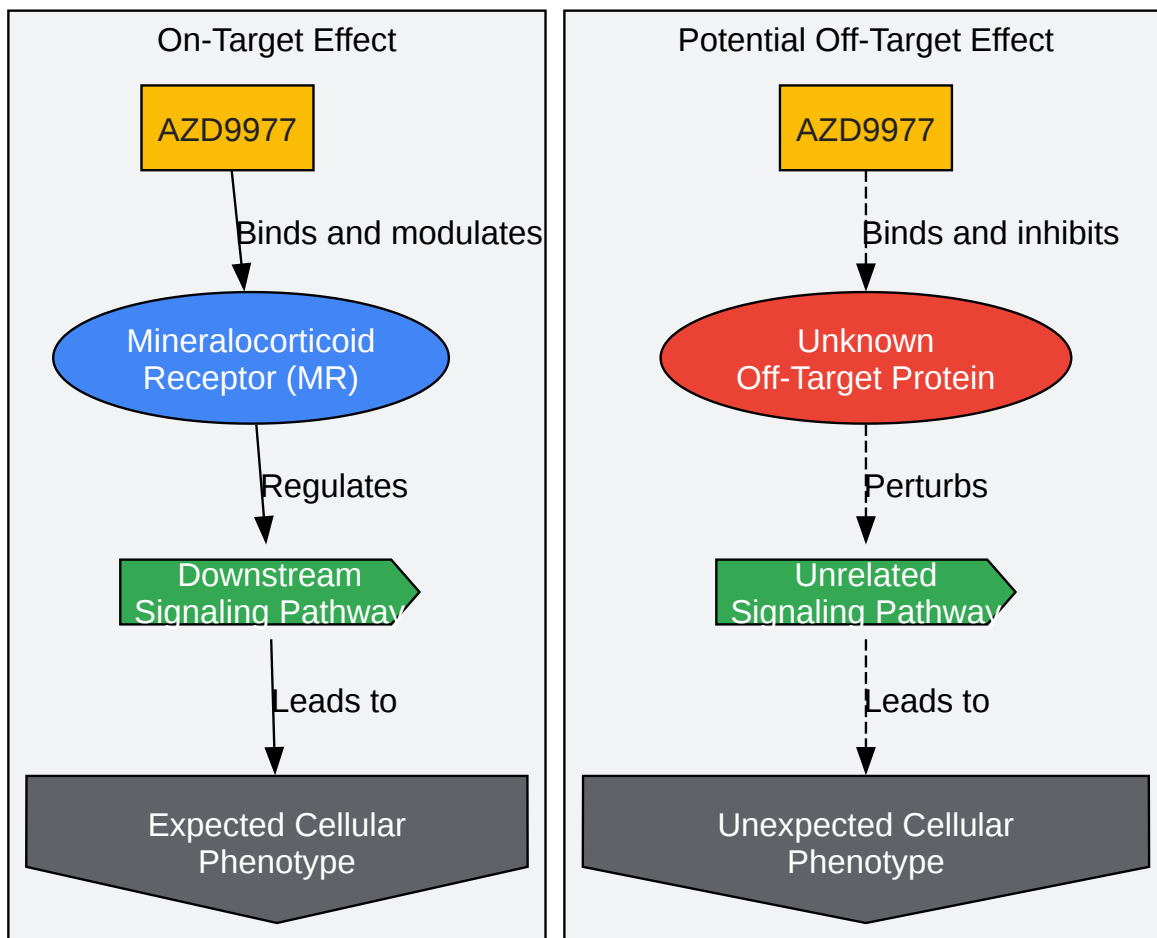 On-Target Effect
AZD9977
Binds and modulates
Mineralocorticoid
Receptor (MR)
Regulates
Downstream
Signaling Pathway
Leads to
Expected Cellular
Phenotype
Potential Off-Target Effect
AZD9977
Binds and inhibits
Unknown
Off-Target Protein
Perturbs
Unrelated
Signaling Pathway
Leads to
Unexpected Cellular
Phenotype